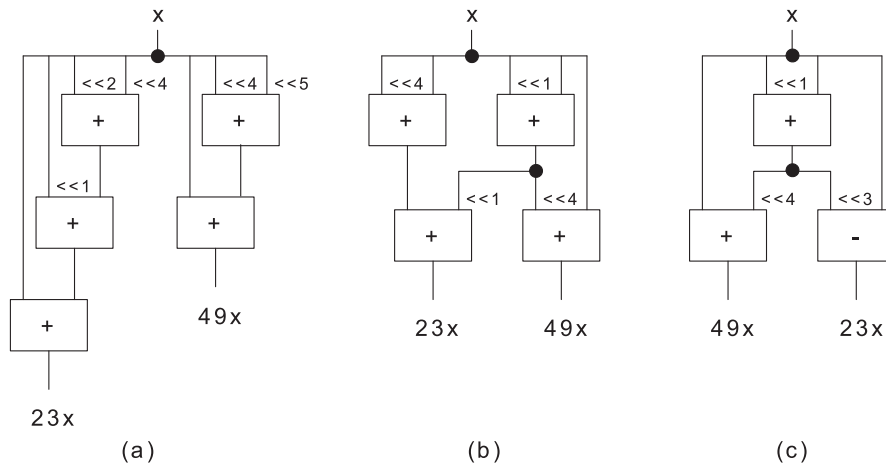 x x x
<<2 <<4 <<4 <<5 <<4 <<1 <<1
+ + + + +
<<1 <<1 <<4 <<4 <<3
+ + + + + -
+ 49x 23x 49x 49x 23x
23x
(a) (b) (c)